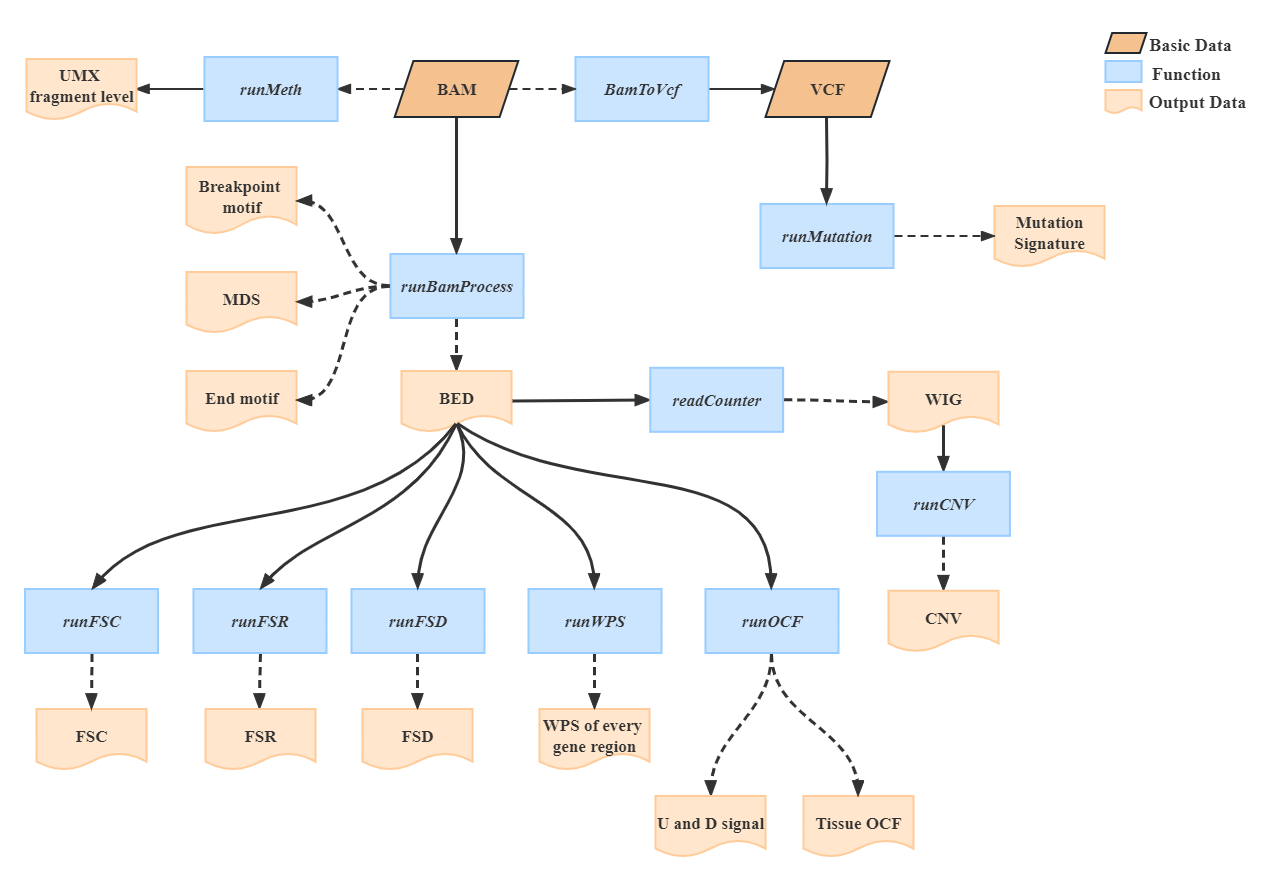 Basic Data
Function
Output Data
UMX
fragment level
runMeth
BAM
BamToVcf
VCF
Breakpoint
motif
runMutation
Mutation
Signature
MDS
runBamProcess
End motif
BED
readCounter
WIG
runCNV
CNV
runFSC
runFSR
runFSD
runWPS
runOCF
FSC
FSR
FSD
WPS of every
gene region
U and D signal
Tissue OCF